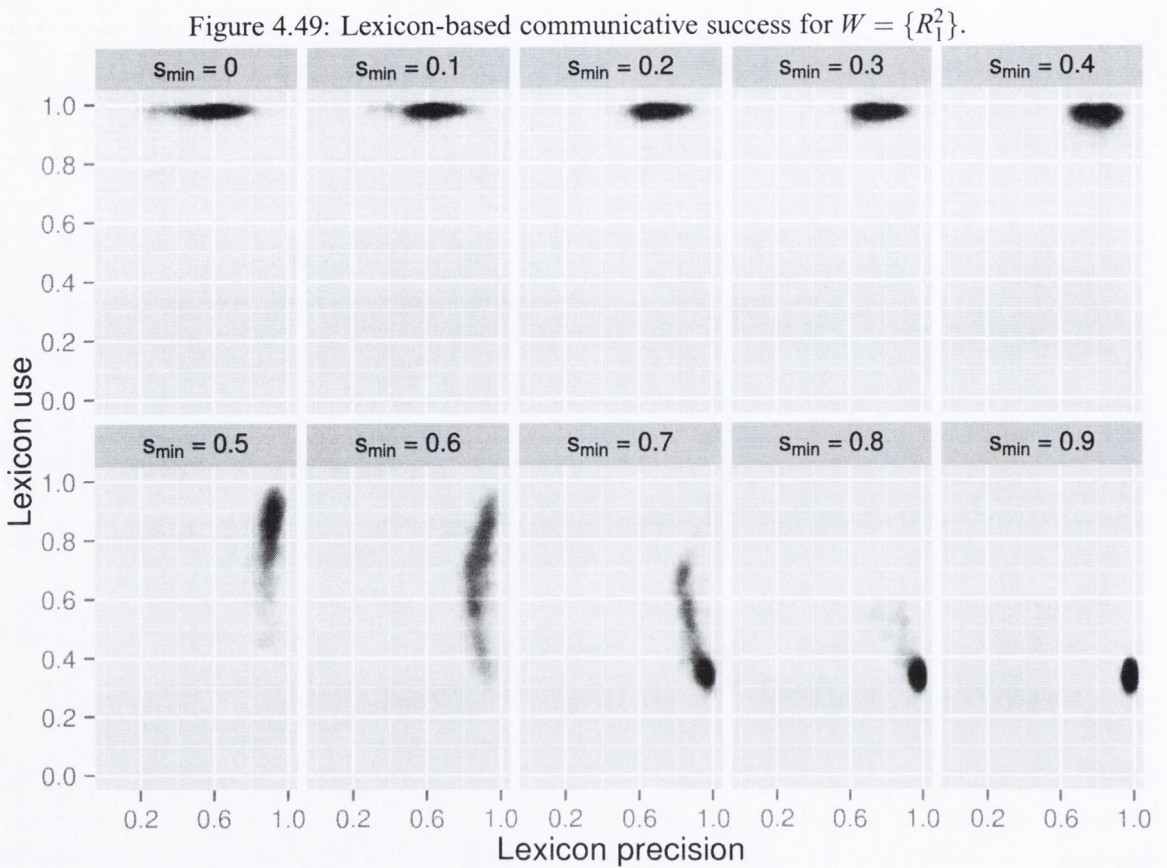 Figure 4.49: Lexicon-based communicative success for W = {R₁²}.
s_min = 0 s_min = 0.1 s_min = 0.2 s_min = 0.3 s_min = 0.4
1.0
0.8
0.6
0.4
0.2
0.0
Lexicon use
s_min = 0.5 s_min = 0.6 s_min = 0.7 s_min = 0.8 s_min = 0.9
1.0
0.8
0.6
0.4
0.2
0.0
0.2 0.6 1.0 0.2 0.6 1.0 0.2 0.6 1.0 0.2 0.6 1.0 0.2 0.6 1.0
Lexicon precision